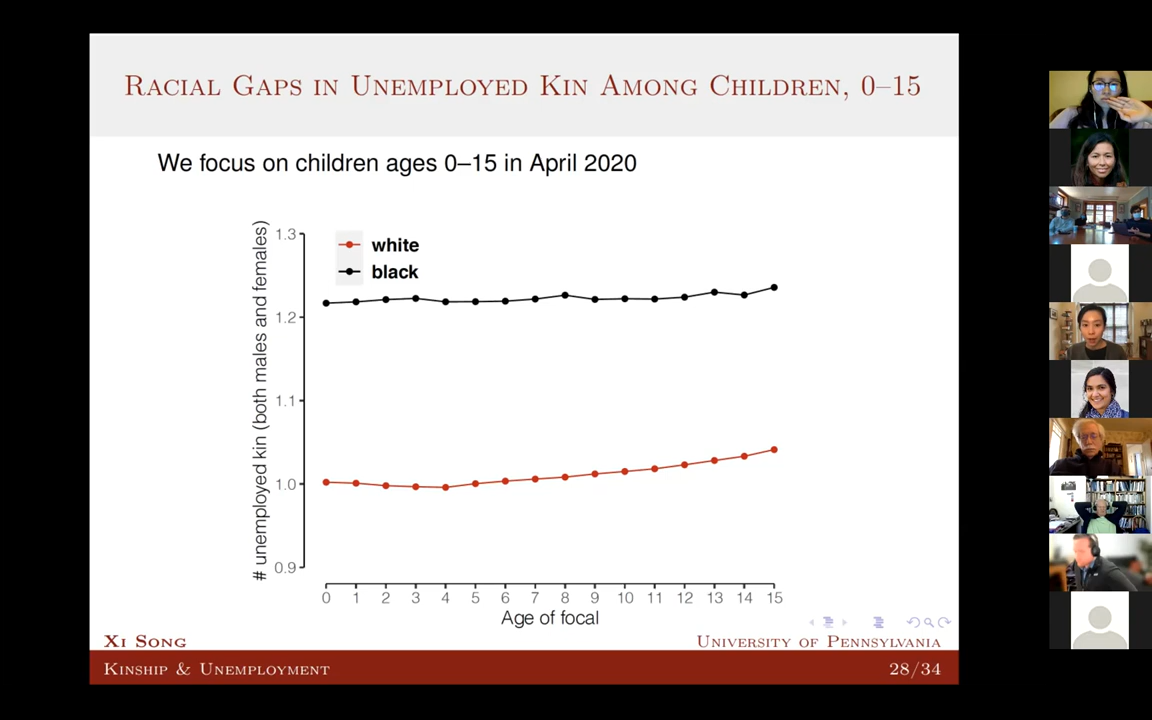 RACIAL GAPS IN UNEMPLOYED KIN AMONG CHILDREN, 0–15
We focus on children ages 0–15 in April 2020
# unemployed kin (both males and females)
1.3
1.2
1.1
1.0
0.9
white
black
0 1 2 3 4 5 6 7 8 9 10 11 12 13 14 15
Age of focal
XI SONG UNIVERSITY OF PENNSYLVANIA
KINSHIP & UNEMPLOYMENT 28/34